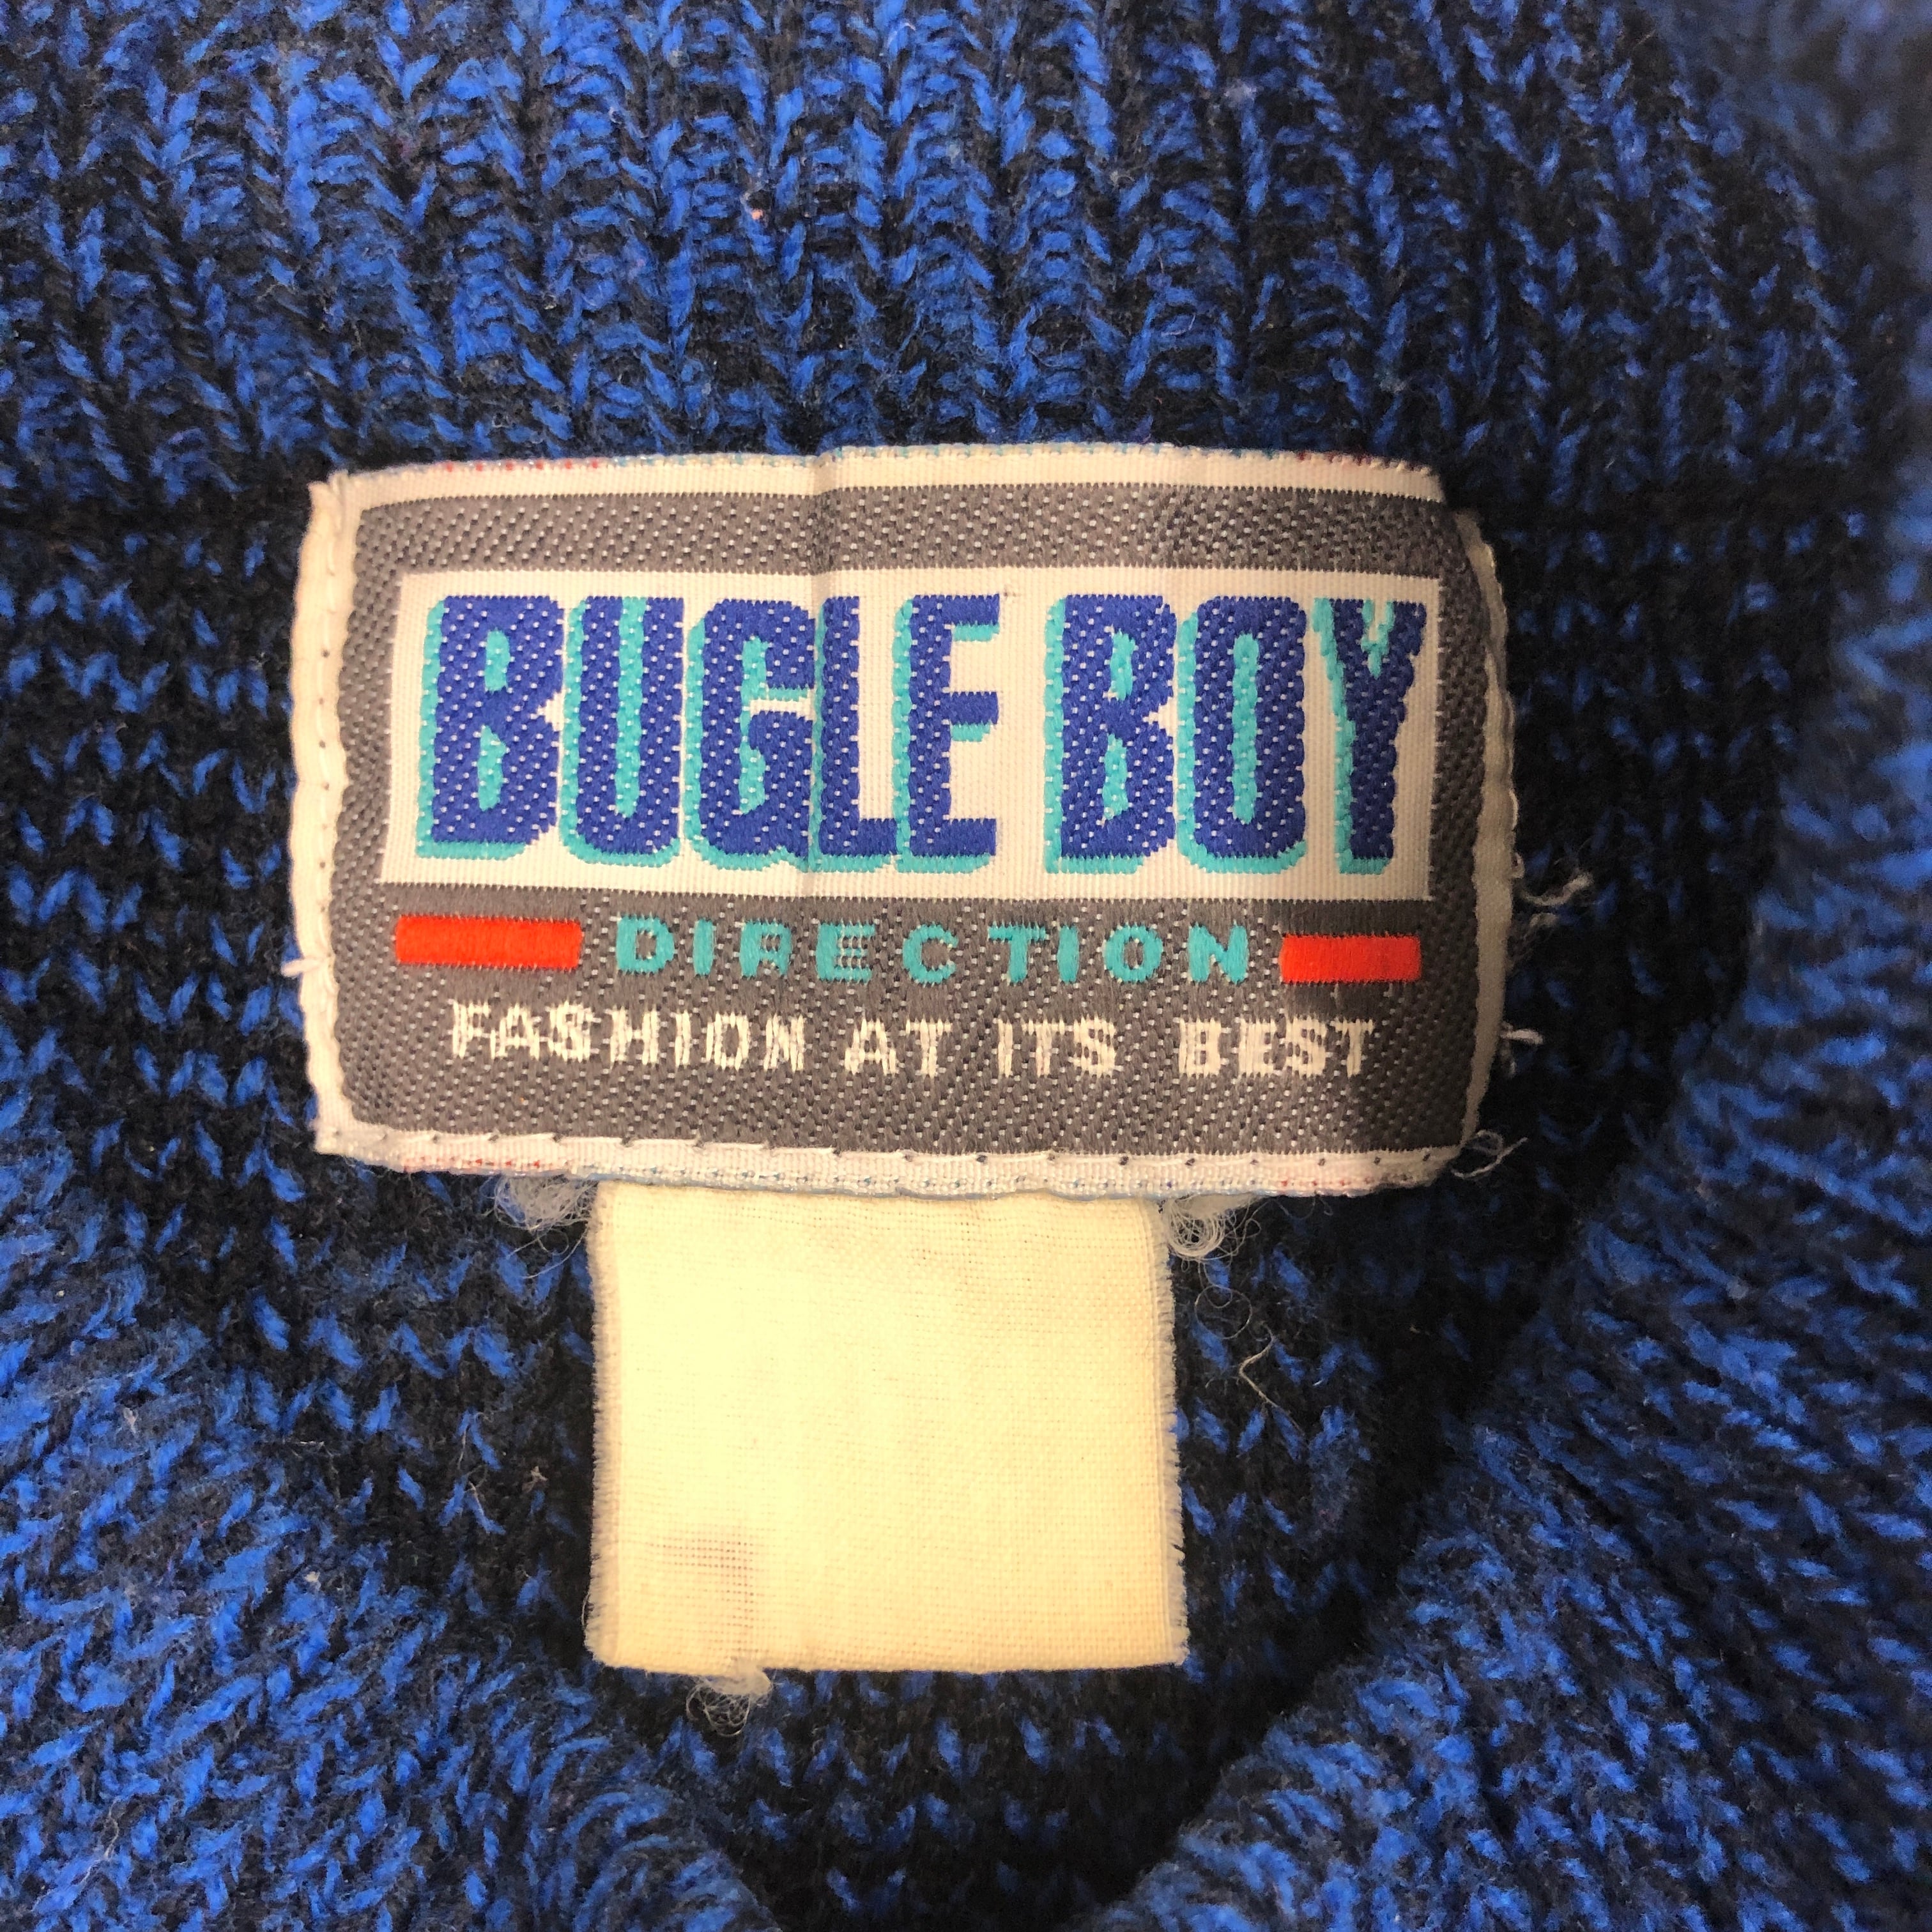 BUGLE BOY
DIRECTION
FASHION AT ITS BEST